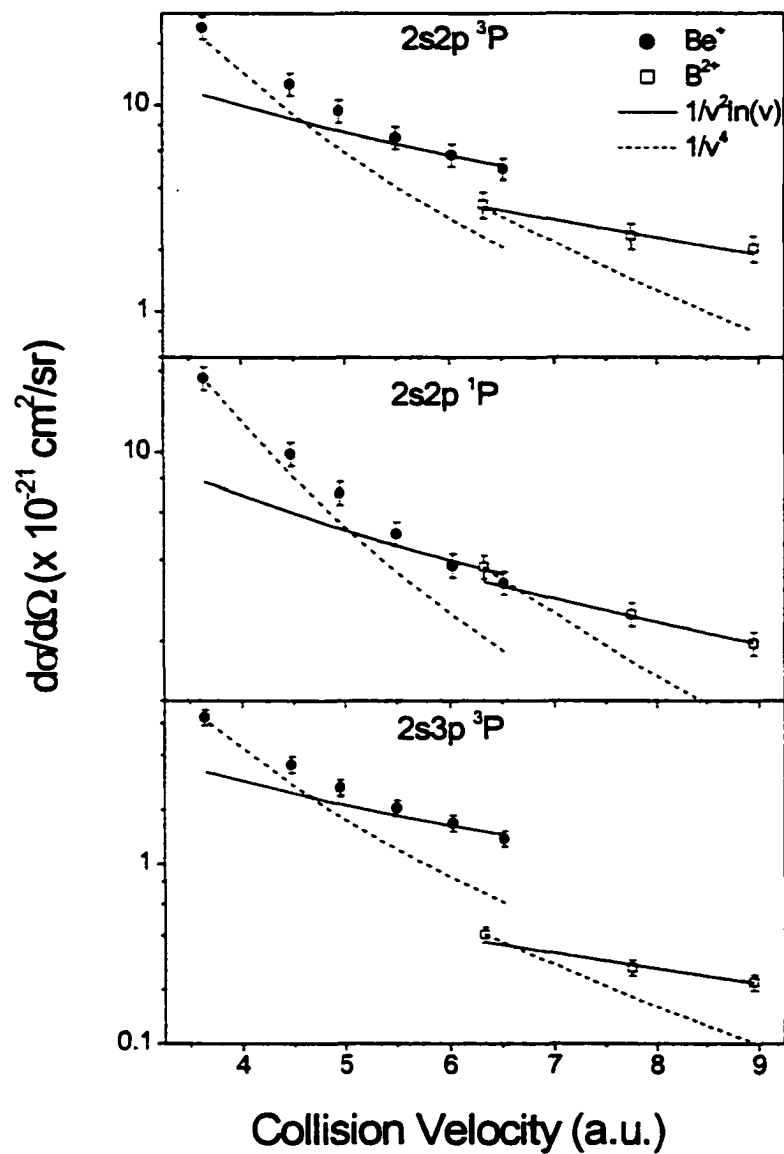 2s2p ³P
Be⁺
B²⁺
1/v²ln(v)
1/v⁴
10
1
2s2p ¹P
10
2s3p ³P
1
0.1
dσ/dΩ (x 10⁻²¹ cm²/sr)
4 5 6 7 8 9
Collision Velocity (a.u.)